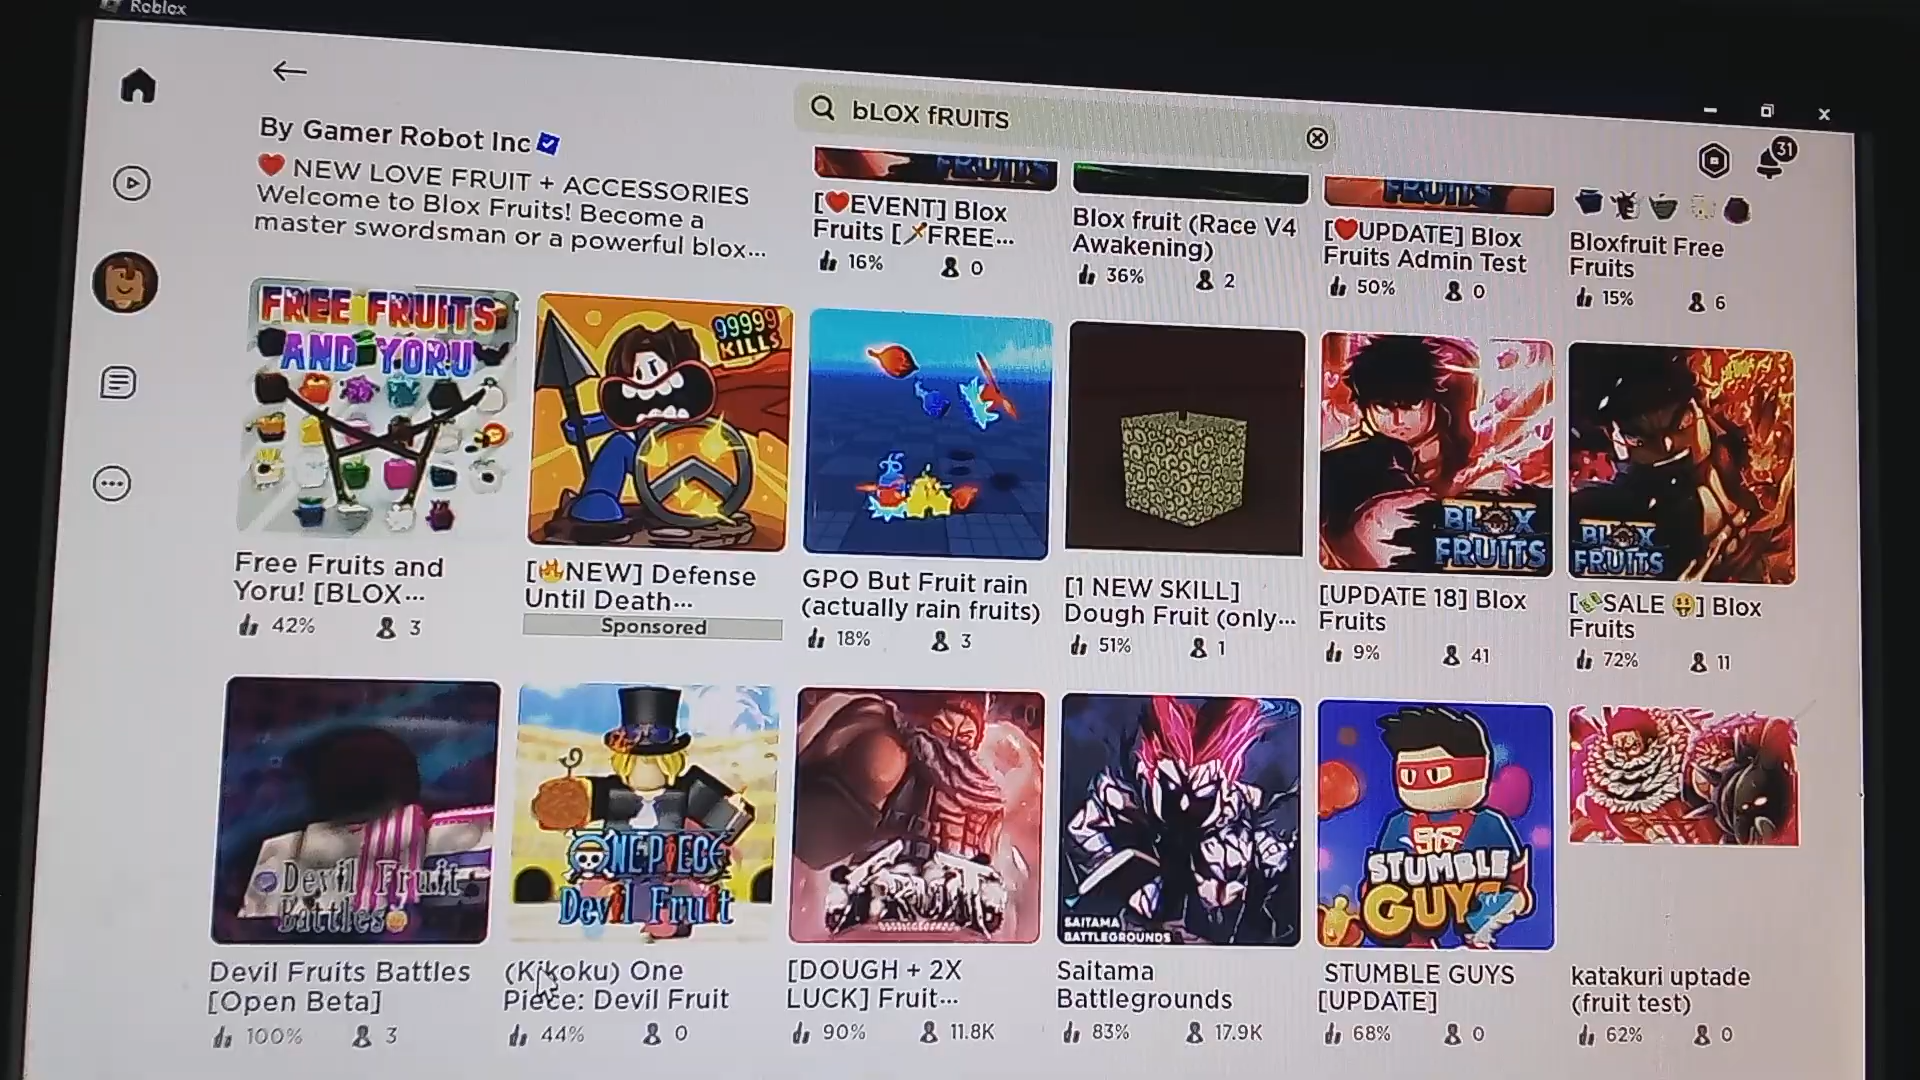 Roblox
bLOX fRUITS
31
By Gamer Robot Inc
NEW LOVE FRUIT + ACCESSORIES
Welcome to Blox Fruits! Become a
master swordsman or a powerful blox...
FRUITS
[❤️EVENT] Blox
Fruits [🗡️FREE...
16% 0
Blox fruit (Race V4
Awakening)
36% 2
FRUITS
[❤️UPDATE] Blox
Fruits Admin Test
50% 0
Bloxfruit Free
Fruits
15% 6
FREE FRUITS
AND YORU
Free Fruits and
Yoru! [BLOX...
42% 3
99999
KILLS
[🔥NEW] Defense
Until Death...
Sponsored
GPO But Fruit rain
(actually rain fruits)
18% 3
[1 NEW SKILL]
Dough Fruit (only...
51% 1
BLOX
FRUITS
[UPDATE 18] Blox
Fruits
9% 41
BLOX
FRUITS
[💸SALE 🤑] Blox
Fruits
72% 11
Devil Fruit
Battles
Devil Fruits Battles
[Open Beta]
100% 3
ONE PIECE
Devil Fruit
(Kikoku) One
Piece: Devil Fruit
44% 0
FRUIT
[DOUGH + 2X
LUCK] Fruit...
90% 11.8K
SAITAMA
BATTLEGROUNDS
Saitama
Battlegrounds
83% 17.9K
SG
STUMBLE
GUYS
STUMBLE GUYS
[UPDATE]
68% 0
katakuri uptade
(fruit test)
62% 0